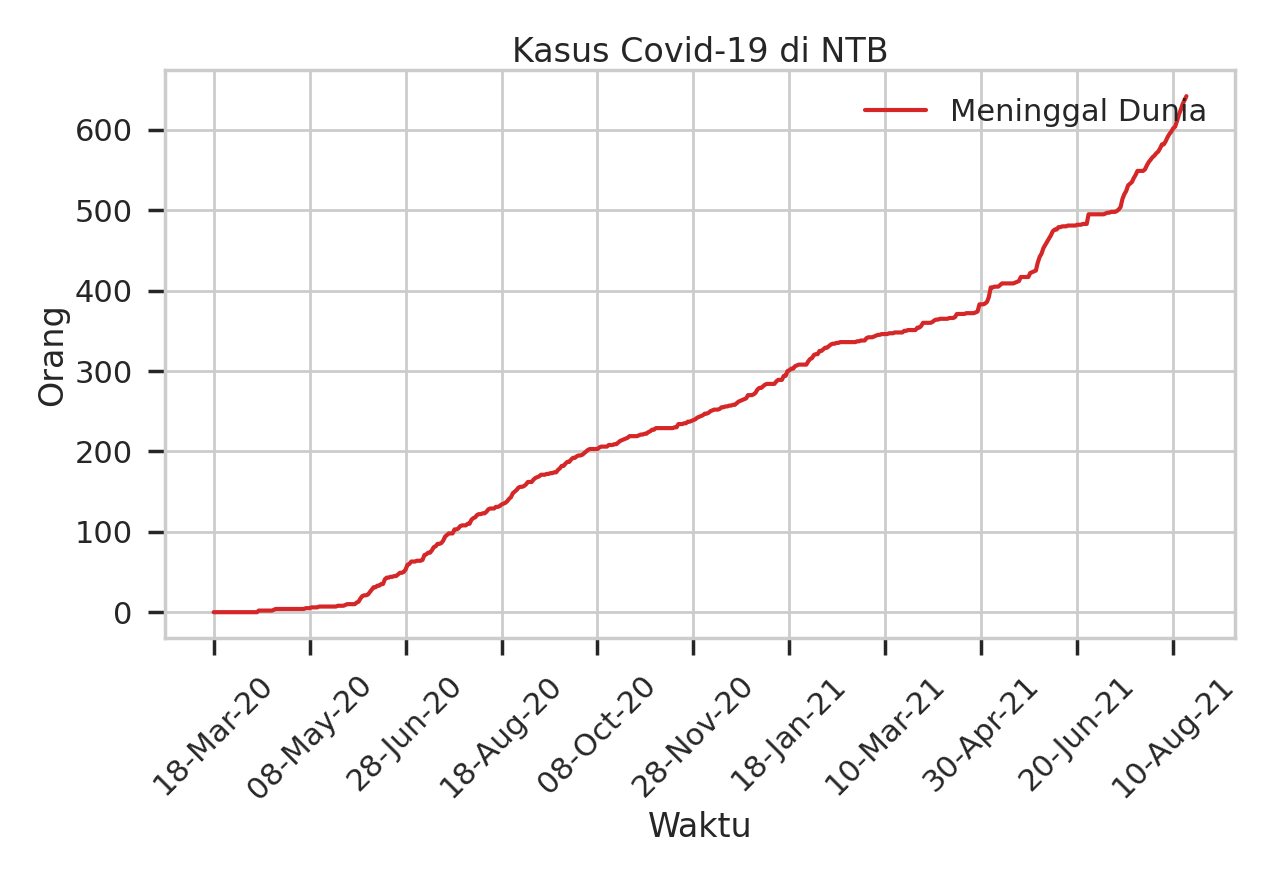 Kasus Covid-19 di NTB
Meninggal Dunia
600
500
400
300
200
100
0
Orang
18-Mar-20
08-May-20
28-Jun-20
18-Aug-20
08-Oct-20
28-Nov-20
18-Jan-21
10-Mar-21
30-Apr-21
20-Jun-21
10-Aug-21
Waktu